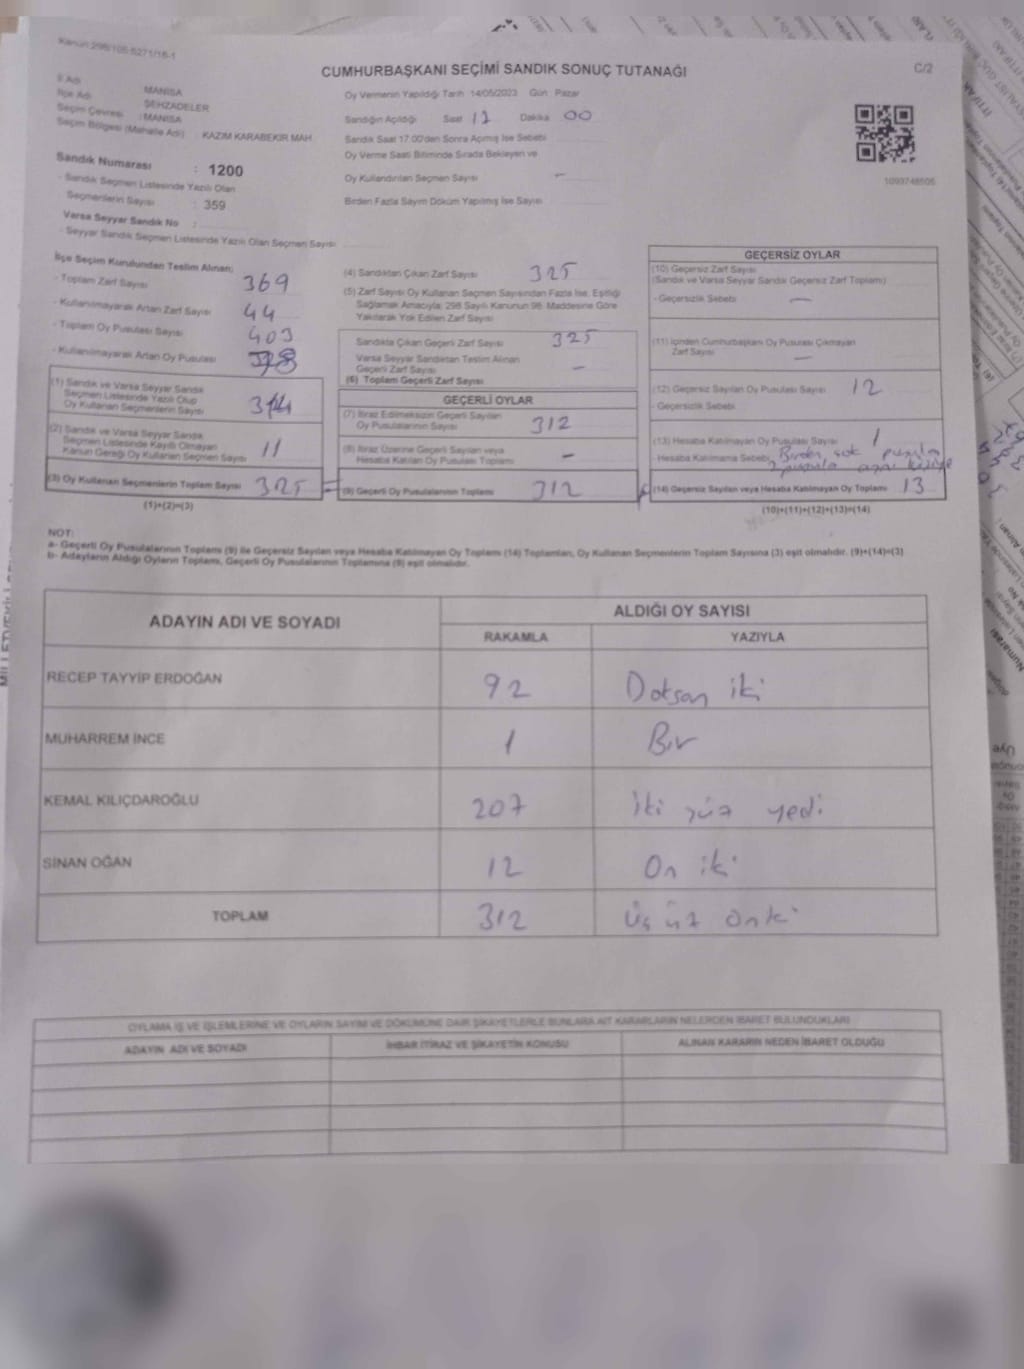 Kanun:298/105-5271/16-1
C/2
CUMHURBAŞKANI SEÇİMİ SANDIK SONUÇ TUTANAĞI
İl Adı : MANİSA
İlçe Adı : ŞEHZADELER
Seçim Çevresi : MANİSA
Seçim Bölgesi (Mahalle Adı) : KAZIM KARABEKİR MAH.
Sandık Numarası : 1200
- Sandık Seçmen Listesinde Yazılı Olan
Seçmenlerin Sayısı : 359
Varsa Seyyar Sandık No :
- Seyyar Sandık Seçmen Listesinde Yazılı Olan Seçmen Sayısı
Oy Vermenin Yapıldığı Tarih 14/05/2023 Gün Pazar
Sandığın Açıldığı Saat Dakika 00
Sandık Saat 17:00'den Sonra Açılmış İse Sebebi
Oy Verme Saati Bitiminde Sırada Bekleyen ve
Oy Kullandırılan Seçmen Sayısı -
Birden Fazla Sayım Döküm Yapılmış İse Sayısı
1099748505
İlçe Seçim Kurulundan Teslim Alınan;
- Toplam Zarf Sayısı 369
- Kullanılmayarak Artan Zarf Sayısı 44
- Toplam Oy Pusulası Sayısı 403
- Kullanılmayarak Artan Oy Pusulası
(1) Sandık ve Varsa Seyyar Sandık
Seçmen Listesinde Yazılı Olup
Oy Kullanan Seçmenlerin Sayısı 314
(2) Sandık ve Varsa Seyyar Sandık
Seçmen Listesinde Kayıtlı Olmayan
Kanun Gereği Oy Kullanan Seçmen Sayısı 11
(3) Oy Kullanan Seçmenlerin Toplam Sayısı 325
(1)+(2)=(3)
(4) Sandıktan Çıkan Zarf Sayısı 325
(5) Zarf Sayısı Oy Kullanan Seçmen Sayısından Fazla İse, Eşitliği
Sağlamak Amacıyla, 298 Sayılı Kanunun 98. Maddesine Göre
Yakılarak Yok Edilen Zarf Sayısı
Sandıkta Çıkan Geçerli Zarf Sayısı 325
Varsa Seyyar Sandıktan Teslim Alınan
Geçerli Zarf Sayısı -
(6) Toplam Geçerli Zarf Sayısı
GEÇERLİ OYLAR
(7) İtiraz Edilmeksizin Geçerli Sayılan
Oy Pusulalarının Sayısı 312
(8) İtiraz Üzerine Geçerli Sayılan veya
Hesaba Katılan Oy Pusulası Toplamı -
(9) Geçerli Oy Pusulalarının Toplamı 312
GEÇERSİZ OYLAR
(10) Geçersiz Zarf Sayısı
(Sandık ve Varsa Seyyar Sandık Geçersiz Zarf Toplamı)
- Geçersizlik Sebebi -
(11) İçinden Cumhurbaşkanı Oy Pusulası Çıkmayan
Zarf Sayısı -
(12) Geçersiz Sayılan Oy Pusulası Sayısı 12
- Geçersizlik Sebebi
(13) Hesaba Katılmayan Oy Pusulası Sayısı 1
- Hesaba Katılmama Sebebi Birden çok pusula
(14) Geçersiz Sayılan veya Hesaba Katılmayan Oy Toplamı 13
(10)+(11)+(12)+(13)=(14)
NOT:
a- Geçerli Oy Pusulalarının Toplamı (9) ile Geçersiz Sayılan veya Hesaba Katılmayan Oy Toplamı (14) Toplamları, Oy Kullanan Seçmenlerin Toplam Sayısına (3) eşit olmalıdır. (9)+(14)=(3)
b- Adayların Aldığı Oyların Toplamı, Geçerli Oy Pusulalarının Toplamına (9) eşit olmalıdır.
ADAYIN ADI VE SOYADI
ALDIĞI OY SAYISI
RAKAMLA YAZIYLA
RECEP TAYYİP ERDOĞAN 92 Doksan iki
MUHARREM İNCE 1 Bir
KEMAL KILIÇDAROĞLU 207 İki yüz yedi
SİNAN OĞAN 12 On iki
TOPLAM 312 Üç yüz oniki
OYLAMA İŞ VE İŞLEMLERİNE VE OYLARIN SAYIM VE DÖKÜMÜNE DAİR ŞİKAYETLERLE BUNLARA AİT KARARLARIN NELERDEN İBARET BULUNDUKLARI
ADAYIN ADI VE SOYADI İHBAR İTİRAZ VE ŞİKAYETİN KONUSU ALINAN KARARIN NEDEN İBARET OLDUĞU